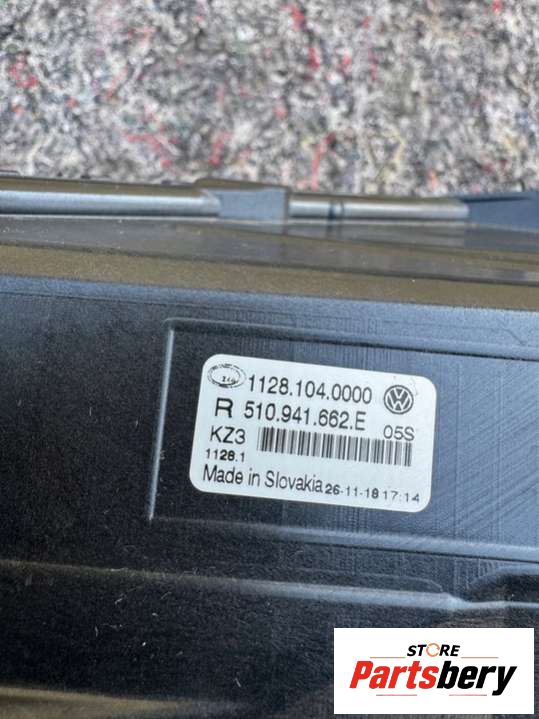 1128.104.0000
R 510.941.662.E
05S
KZ3
1128.1
Made in Slovakia 26-11-18 17:14
STORE
Partsbery